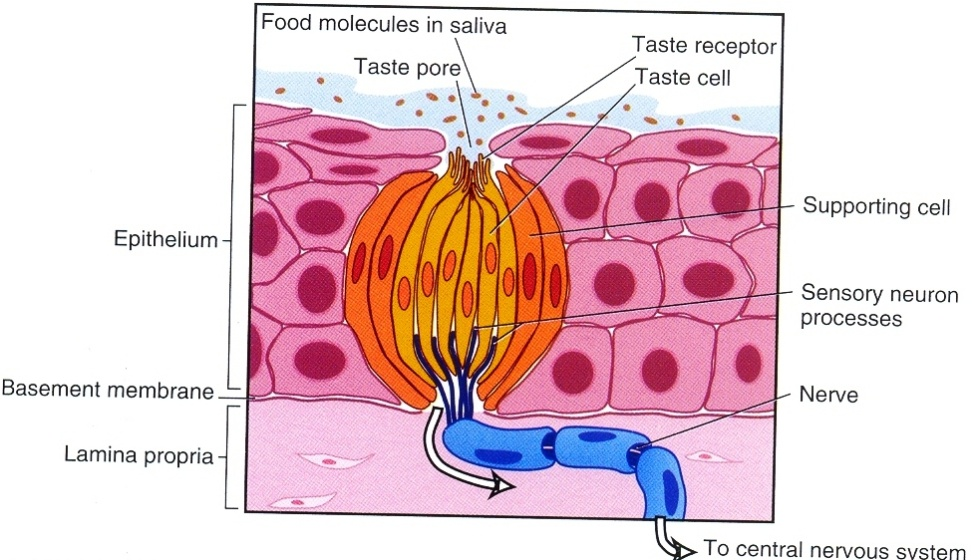 Food molecules in saliva
Taste receptor
Taste pore
Taste cell
Supporting cell
Epithelium
Sensory neuron
processes
Basement membrane
Nerve
Lamina propria
To central nervous system